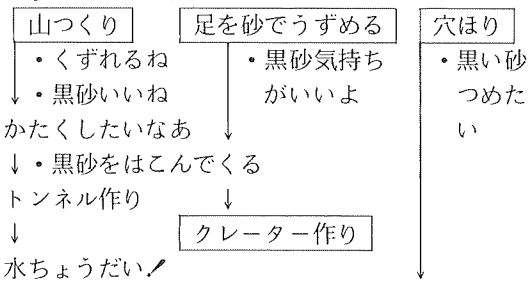 山つくり 足を砂でうずめる 穴ほり
・くずれるね ・黒砂気持ち ・黒い砂
・黒砂いいね がいいよ つめた
かたくしたいなあ い
↓・黒砂をはこんでくる
トンネル作り ↓
↓ クレーター作り
水ちょうだい!